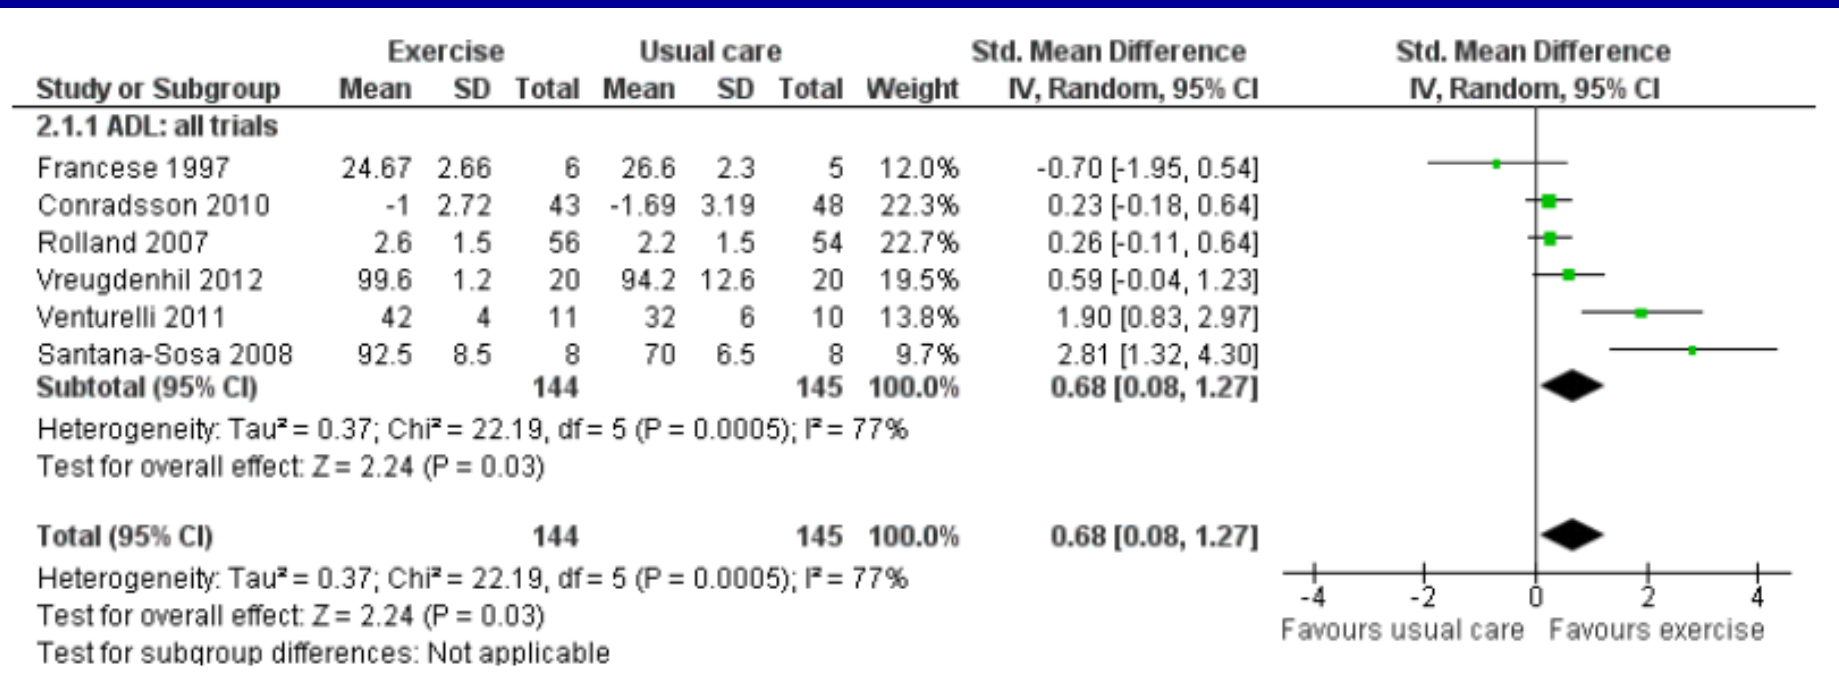 Exercise Usual care Std. Mean Difference Std. Mean Difference
Study or Subgroup Mean SD Total Mean SD Total Weight IV, Random, 95% CI IV, Random, 95% CI
2.1.1 ADL: all trials
Francese 1997 24.67 2.66 6 26.6 2.3 5 12.0% -0.70 [-1.95, 0.54]
Conradsson 2010 -1 2.72 43 -1.69 3.19 48 22.3% 0.23 [-0.18, 0.64]
Rolland 2007 2.6 1.5 56 2.2 1.5 54 22.7% 0.26 [-0.11, 0.64]
Vreugdenhil 2012 99.6 1.2 20 94.2 12.6 20 19.5% 0.59 [-0.04, 1.23]
Venturelli 2011 42 4 11 32 6 10 13.8% 1.90 [0.83, 2.97]
Santana-Sosa 2008 92.5 8.5 8 70 6.5 8 9.7% 2.81 [1.32, 4.30]
Subtotal (95% CI) 144 145 100.0% 0.68 [0.08, 1.27]
Heterogeneity: Tau² = 0.37; Chi² = 22.19, df = 5 (P = 0.0005); I² = 77%
Test for overall effect: Z = 2.24 (P = 0.03)
Total (95% CI) 144 145 100.0% 0.68 [0.08, 1.27]
Heterogeneity: Tau² = 0.37; Chi² = 22.19, df = 5 (P = 0.0005); I² = 77%
Test for overall effect: Z = 2.24 (P = 0.03)
Test for subgroup differences: Not applicable
-4 -2 0 2 4
Favours usual care Favours exercise